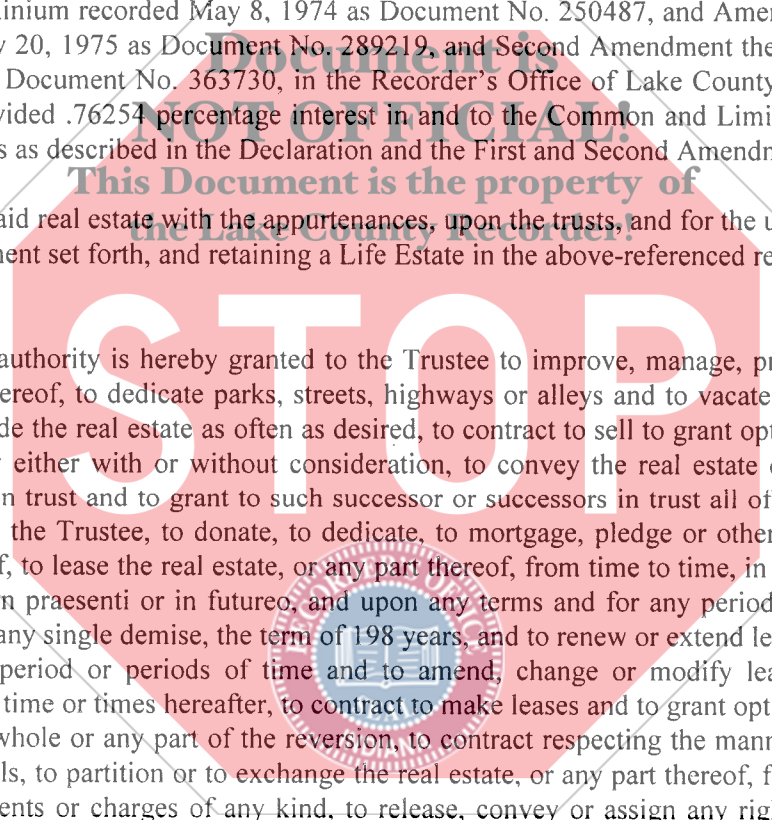 inium recorded May 8, 1974 as Document No. 250487, and Amen
y 20, 1975 as Document No. 289219, and Second Amendment the
Document is
Document No. 363730, in the Recorder's Office of Lake County
vided .76254 percentage interest in and to the Common and Limi
NOT OFFICIAL!
s as described in the Declaration and the First and Second Amendm
This Document is the property of
aid real estate with the appurtenances, upon the trusts, and for the u
the Lake County Recorder!
nent set forth, and retaining a Life Estate in the above-referenced re
STOP
authority is hereby granted to the Trustee to improve, manage, pr
ereof, to dedicate parks, streets, highways or alleys and to vacate
de the real estate as often as desired, to contract to sell to grant opt
either with or without consideration, to convey the real estate
n trust and to grant to such successor or successors in trust all of
the Trustee, to donate, to dedicate, to mortgage, pledge or other
f, to lease the real estate, or any part thereof, from time to time, in
n praesenti or in futureo, and upon any terms and for any period
any single demise, the term of 198 years, and to renew or extend le
period or periods of time and to amend, change or modify lea
time or times hereafter, to contract to make leases and to grant opt
whole or any part of the reversion, to contract respecting the mann
ls, to partition or to exchange the real estate, or any part thereof, f
ents or charges of any kind, to release, convey or assign any rig